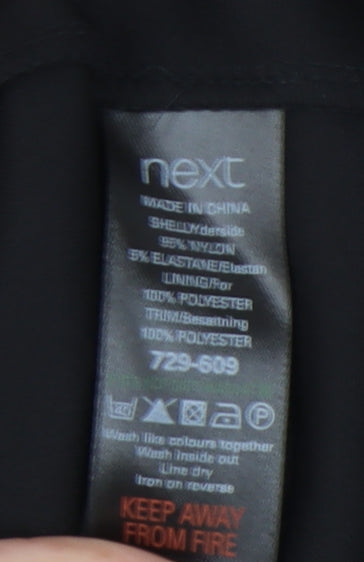 next
MADE IN CHINA
SHELL/Yderside
95% NYLON
5% ELASTANE/Elastan
LINING/For
100% POLYESTER
TRIM/Besætning
100% POLYESTER
729-609
40
P
Wash like colours together
Wash inside out
Line dry
Iron on reverse
KEEP AWAY
FROM FIRE